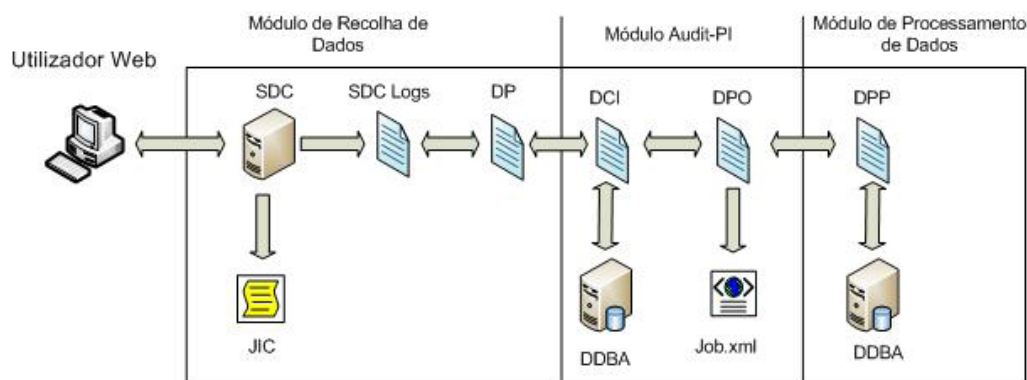 Módulo de Recolha de
Dados
Módulo Audit-PI
Módulo de Processamento
de Dados
Utilizador Web
SDC
SDC Logs
DP
DCI
DPO
DPP
JIC
DDBA
Job.xml
DDBA